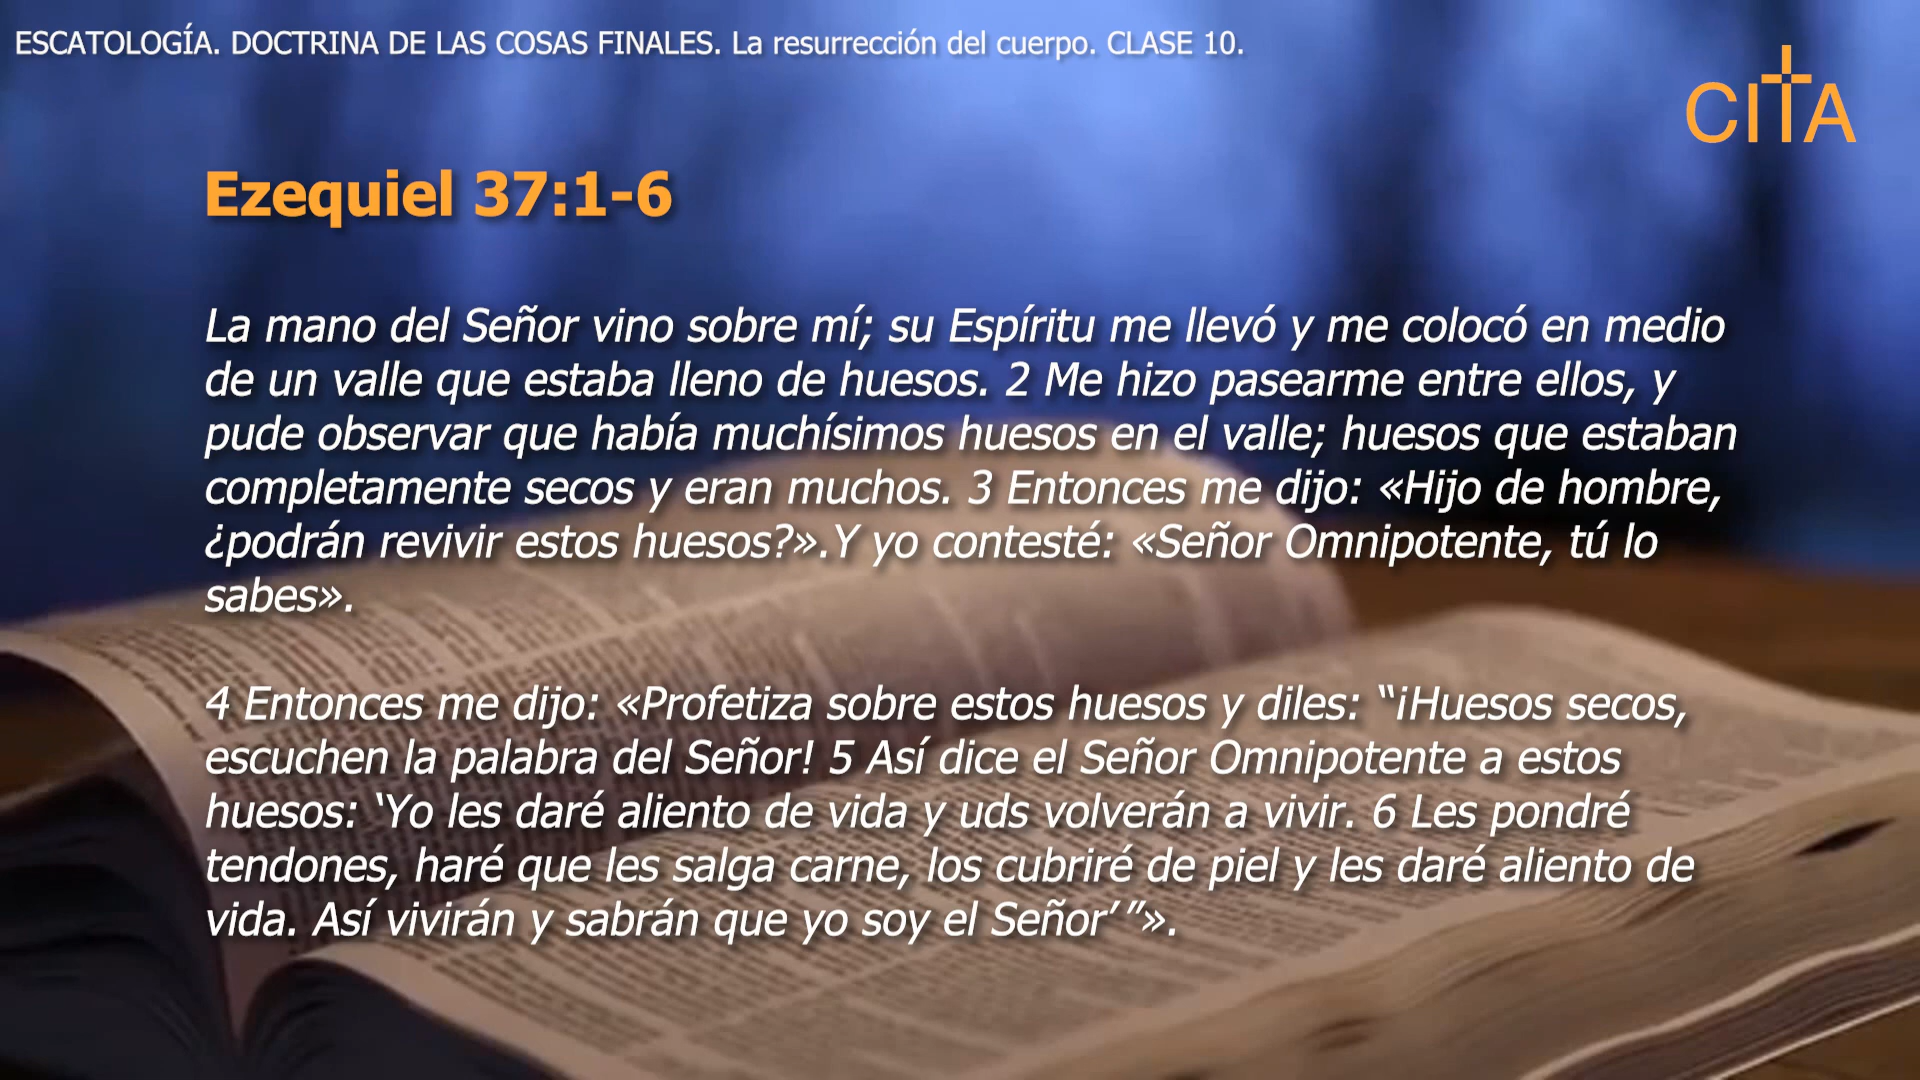 ESCATOLOGÍA. DOCTRINA DE LAS COSAS FINALES. La resurrección del cuerpo. CLASE 10.
CITA
Ezequiel 37:1-6
La mano del Señor vino sobre mí; su Espíritu me llevó y me colocó en medio
de un valle que estaba lleno de huesos. 2 Me hizo pasearme entre ellos, y
pude observar que había muchísimos huesos en el valle; huesos que estaban
completamente secos y eran muchos. 3 Entonces me dijo: «Hijo de hombre,
¿podrán revivir estos huesos?».Y yo contesté: «Señor Omnipotente, tú lo
sabes».
4 Entonces me dijo: «Profetiza sobre estos huesos y diles: “¡Huesos secos,
escuchen la palabra del Señor! 5 Así dice el Señor Omnipotente a estos
huesos: ‘Yo les daré aliento de vida y uds volverán a vivir. 6 Les pondré
tendones, haré que les salga carne, los cubriré de piel y les daré aliento de
vida. Así vivirán y sabrán que yo soy el Señor’ ”».